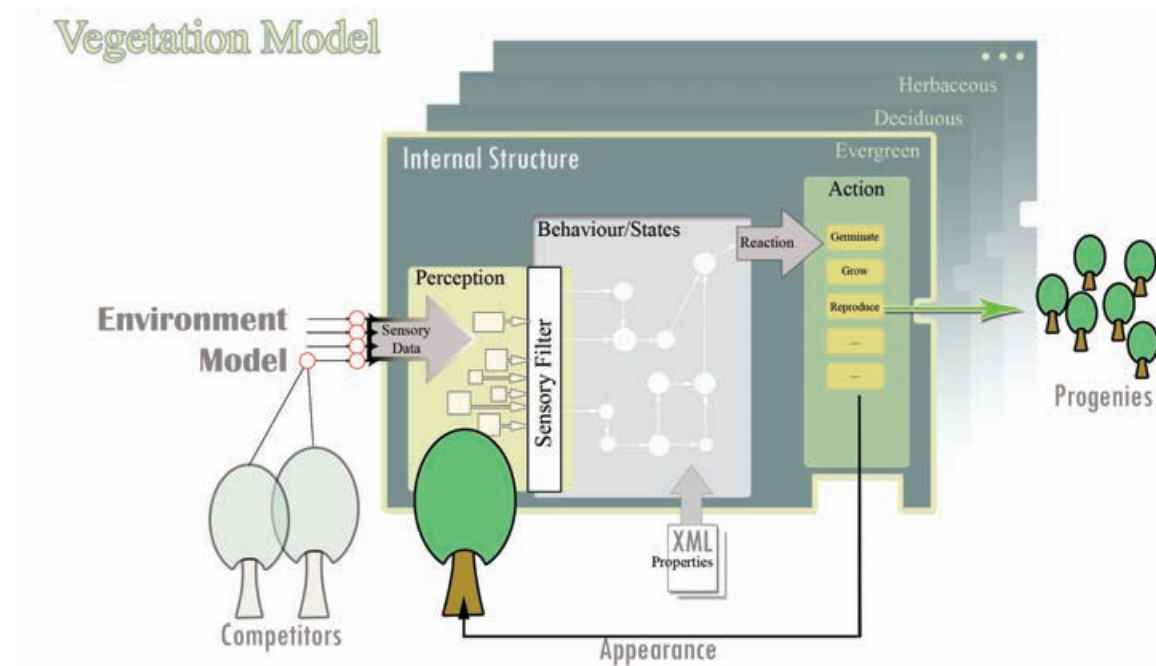 Vegetation Model
• • •
Herbaceous
Deciduous
Evergreen
Internal Structure
Action
Behaviour/States
Reaction
Germinate
Perception
Grow
Environment
Model
Sensory
Data
Reproduce
...
...
Sensory Filter
Progenies
XML
Properties
Competitors
Appearance